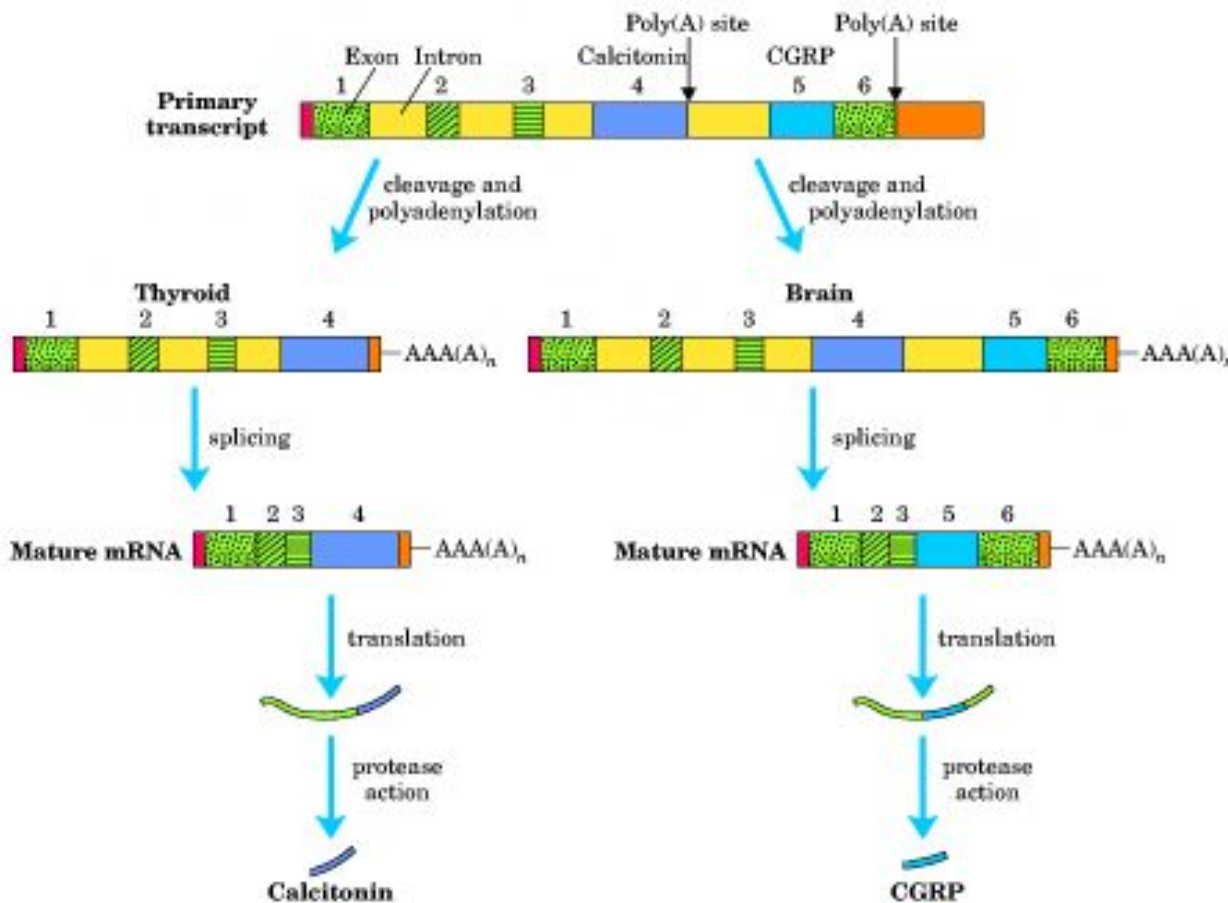 Poly(A) site Poly(A) site
Exon Intron Calcitonin CGRP
1 2 3 4 5 6
Primary
transcript
cleavage and
polyadenylation
cleavage and
polyadenylation
Thyroid
1 2 3 4
AAA(A)n
Brain
1 2 3 4 5 6
AAA(A)n
splicing
splicing
1 2 3 4
Mature mRNA
AAA(A)n
1 2 3 5 6
Mature mRNA
AAA(A)n
translation
translation
protease
action
protease
action
Calcitonin
CGRP